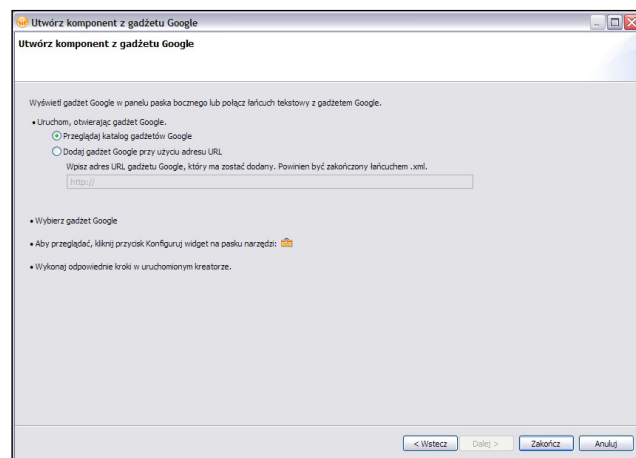 Utwórz komponent z gadżetu Google
Utwórz komponent z gadżetu Google
Wyświetl gadżet Google w panelu paska bocznego lub połącz łańcuch tekstowy z gadżetem Google.
• Uruchom, otwierając gadżet Google.
Przeglądaj katalog gadżetów Google
Dodaj gadżet Google przy użyciu adresu URL
Wpisz adres URL gadżetu Google, który ma zostać dodany. Powinien być zakończony łańcuchem .xml.
http://
• Wybierz gadżet Google
• Aby przeglądać, kliknij przycisk Konfiguruj widget na pasku narzędzi:
• Wykonaj odpowiednie kroki w uruchomionym kreatorze.
< Wstecz Dalej > Zakończ Anuluj